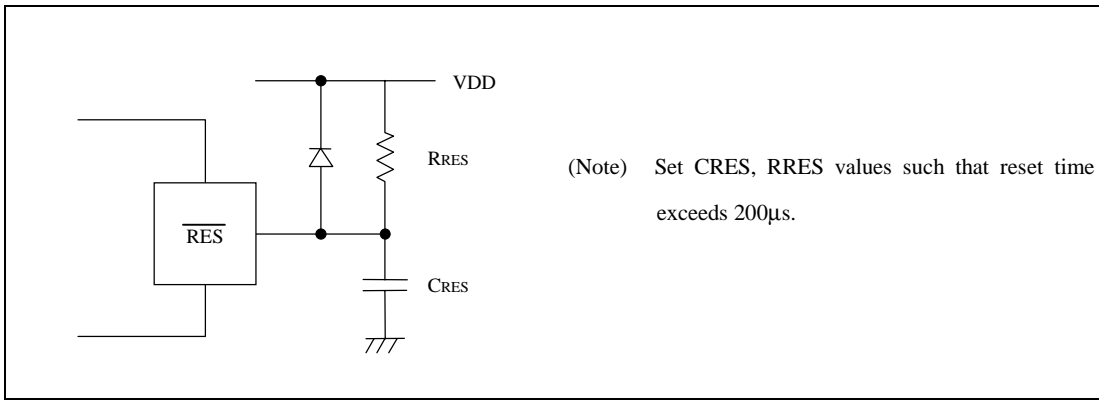 VDD
RRES
(Note) Set CRES, RRES values such that reset time
exceeds 200μs.
RES
CRES